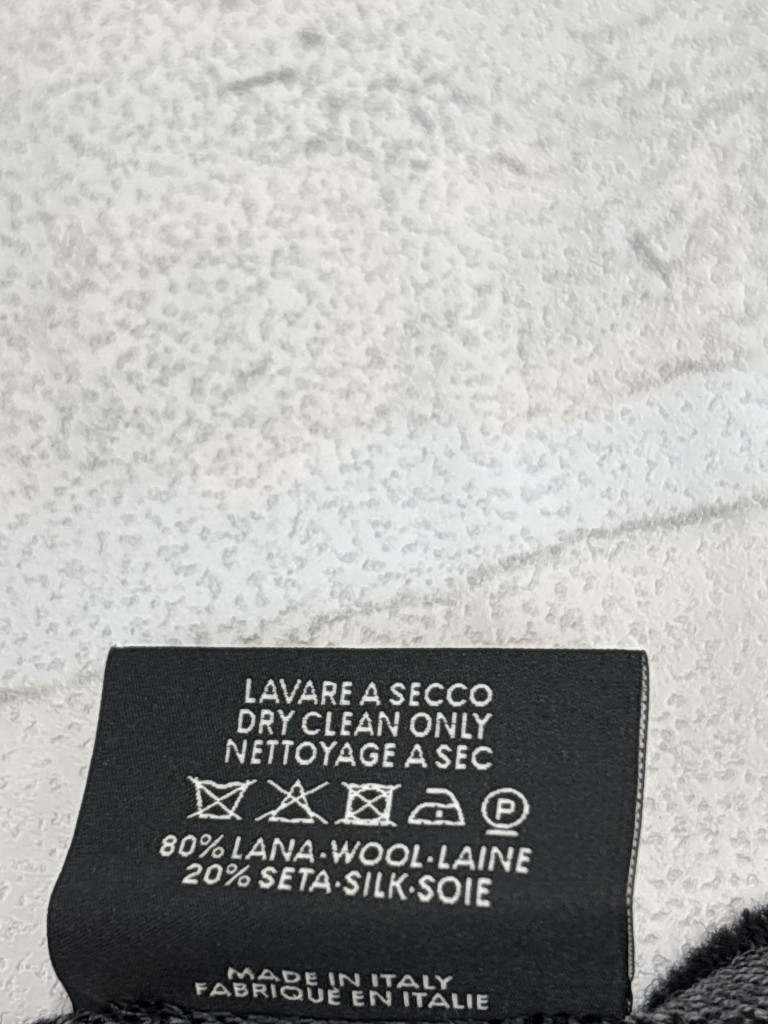 LAVARE A SECCO
DRY CLEAN ONLY
NETTOYAGE A SEC
P
80% LANA·WOOL·LAINE
20% SETA·SILK·SOIE
MADE IN ITALY
FABRIQUE EN ITALIE